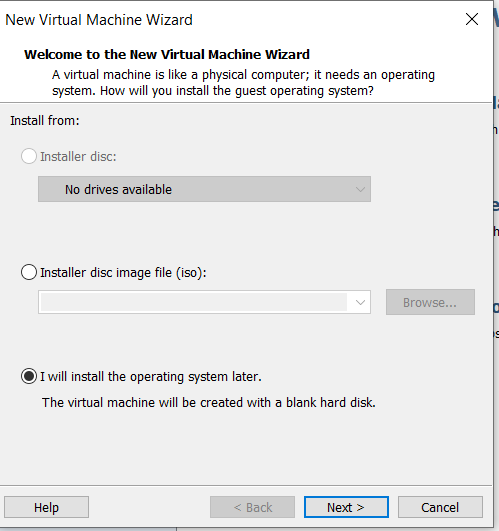 New Virtual Machine Wizard
Welcome to the New Virtual Machine Wizard
A virtual machine is like a physical computer; it needs an operating
system. How will you install the guest operating system?
Install from:
Installer disc:
No drives available
Installer disc image file (iso):
Browse...
I will install the operating system later.
The virtual machine will be created with a blank hard disk.
Help
< Back
Next >
Cancel